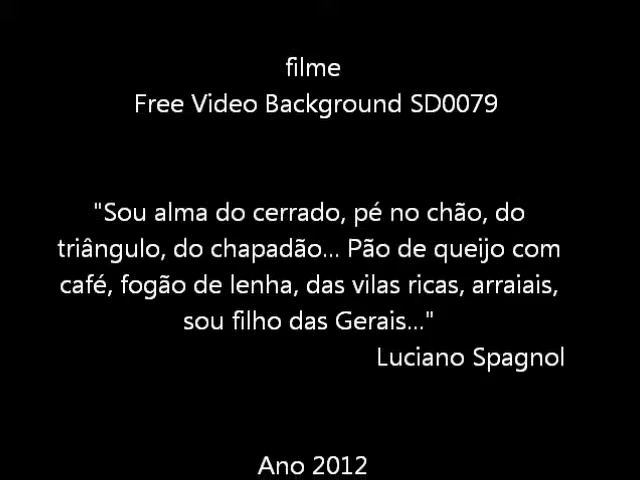 filme
Free Video Background SD0079
"Sou alma do cerrado, pé no chão, do
triângulo, do chapadão... Pão de queijo com
café, fogão de lenha, das vilas ricas, arraiais,
sou filho das Gerais..."
Luciano Spagnol
Ano 2012